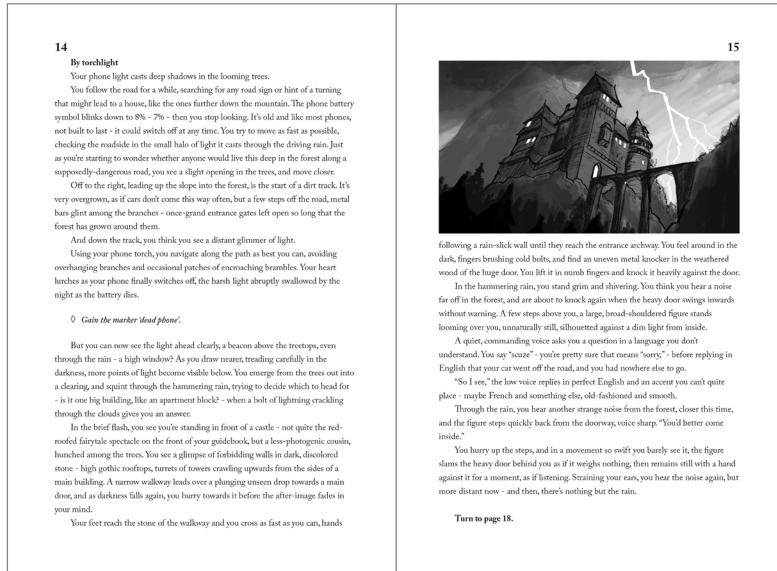 14
By torchlight
Your phone light casts deep shadows in the looming trees.
You follow the road for a while, searching for any road sign or hint of a turning
that might lead to a house, like the ones further down the mountain. The phone battery
symbol blinks down to 8% - 7% - then you stop looking. It's old and like most phones,
not built to last - it could switch off at any time. You try to move as fast as possible,
checking the roadside in the small halo of light it casts through the driving rain. Just
as you're starting to wonder whether anyone would live this deep in the forest along a
supposedly-dangerous road, you see a slight opening in the trees, and move closer.
Off to the right, leading up the slope into the forest, is the start of a dirt track. It's
very overgrown, as if cars don't come this way often, but a few steps off the road, metal
bars glint among the branches - once-grand entrance gates left open so long that the
forest has grown around them.
And down the track, you think you see a distant glimmer of light.
Using your phone torch, you navigate along the path as best you can, avoiding
overhanging branches and occasional patches of encroaching brambles. Your heart
lurches as your phone finally switches off, the harsh light abruptly swallowed by the
night as the battery dies.
◊ Gain the marker 'dead phone'.
But you can now see the light ahead clearly, a beacon above the treetops, even
through the rain - a high window? As you draw nearer, treading carefully in the
darkness, more points of light become visible below. You emerge from the trees out into
a clearing, and squint through the hammering rain, trying to decide which to head for
- is it one big building, like an apartment block? - when a bolt of lightning crackling
through the clouds gives you an answer.
In the brief flash, you see you're standing in front of a castle - not quite the red-
roofed fairytale spectacle on the front of your guidebook, but a less-photogenic cousin,
hunched among the trees. You see a glimpse of forbidding walls in dark, discolored
stone - high gothic rooftops, turrets of towers crawling upwards from the sides of a
main building. A narrow walkway leads over a plunging unseen drop towards a main
door, and as darkness falls again, you hurry towards it before the after-image fades in
your mind.
Your feet reach the stone of the walkway and you cross as fast as you can, hands
15
following a rain-slick wall until they reach the entrance archway. You feel around in the
dark, fingers brushing cold bolts, and find an uneven metal knocker in the weathered
wood of the huge door. You lift it in numb fingers and knock it heavily against the door.
In the hammering rain, you stand grim and shivering. You think you hear a noise
far off in the forest, and are about to knock again when the heavy door swings inwards
without warning. A few steps above you, a large, broad-shouldered figure stands
looming over you, unnaturally still, silhouetted against a dim light from inside.
A quiet, commanding voice asks you a question in a language you don't
understand. You say "scuze" - you're pretty sure that means "sorry," - before replying in
English that your car went off the road, and you had nowhere else to go.
"So I see," the low voice replies in perfect English and an accent you can't quite
place - maybe French and something else, old-fashioned and smooth.
Through the rain, you hear another strange noise from the forest, closer this time,
and the figure steps quickly back from the doorway, voice sharp. "You'd better come
inside."
You hurry up the steps, and in a movement so swift you barely see it, the figure
slams the heavy door behind you as if it weighs nothing, then remains still with a hand
against it for a moment, as if listening. Straining your ears, you hear the noise again, but
more distant now - and then, there's nothing but the rain.
Turn to page 18.